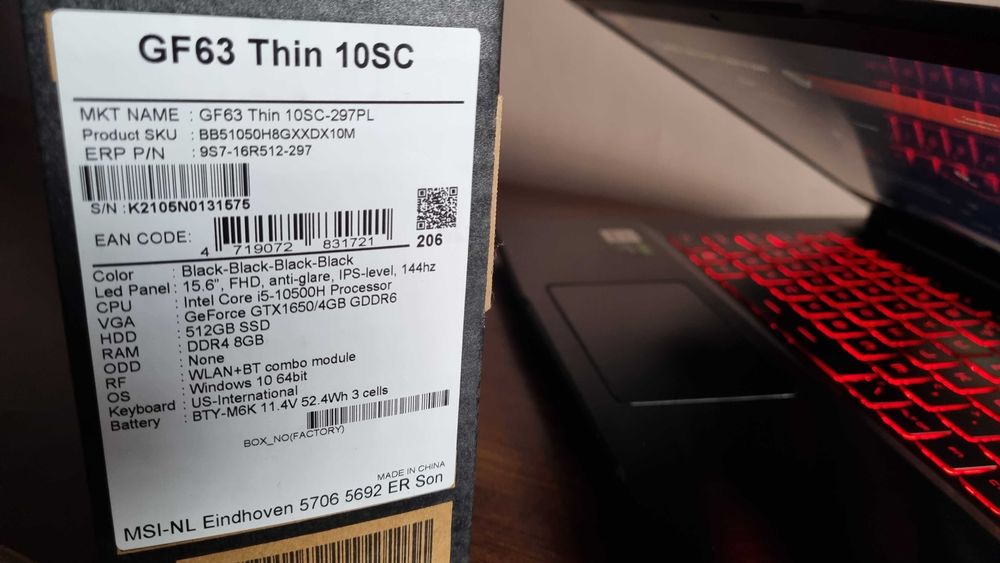 GF63 Thin 10SC
MKT NAME : GF63 Thin 10SC-297PL
Product SKU : BB51050H8GXXDX10M
ERP P/N : 9S7-16R512-297
S/N :K2105N0131575
EAN CODE: 4 719072 831721
206
Color : Black-Black-Black-Black
Led Panel : 15.6", FHD, anti-glare, IPS-level, 144hz
CPU : Intel Core i5-10500H Processor
VGA : GeForce GTX1650/4GB GDDR6
HDD : 512GB SSD
RAM : DDR4 8GB
ODD : None
RF : WLAN+BT combo module
OS : Windows 10 64bit
Keyboard : US-International
Battery : BTY-M6K 11.4V 52.4Wh 3 cells
BOX_NO(FACTORY)
MADE IN CHINA
MSI-NL Eindhoven 5706 5692 ER Son